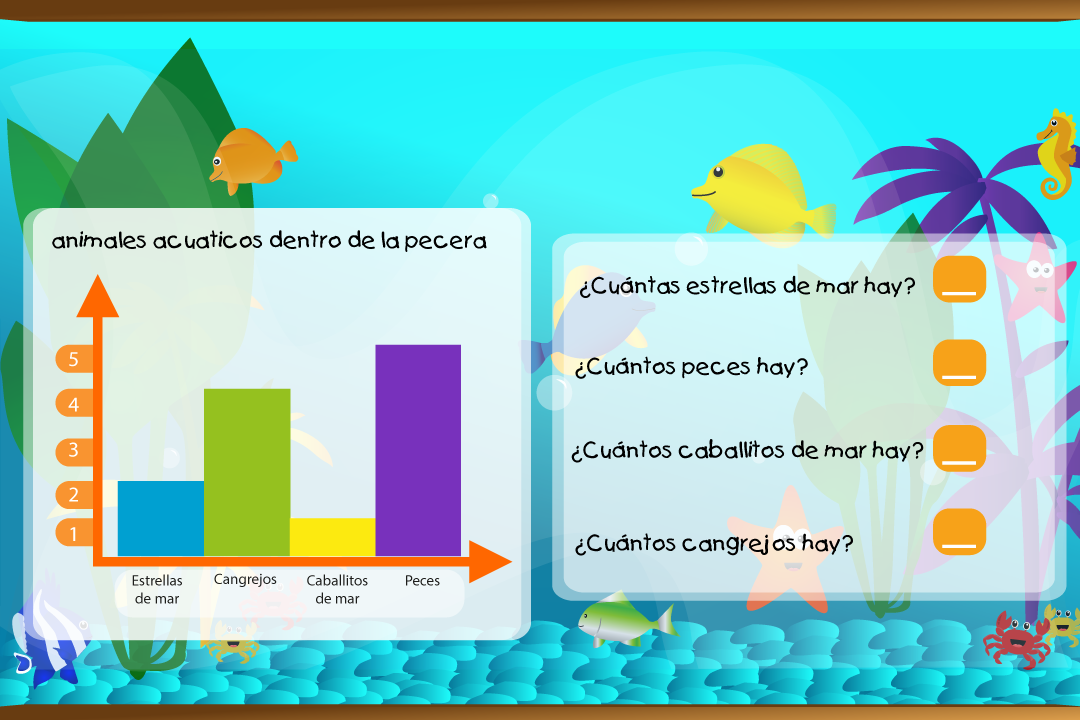 animales acuaticos dentro de la pecera
5
4
3
2
1
Estrellas
de mar
Cangrejos
Caballitos
de mar
Peces
¿Cuántas estrellas de mar hay?
¿Cuántos peces hay?
¿Cuántos caballitos de mar hay?
¿Cuántos cangrejos hay?